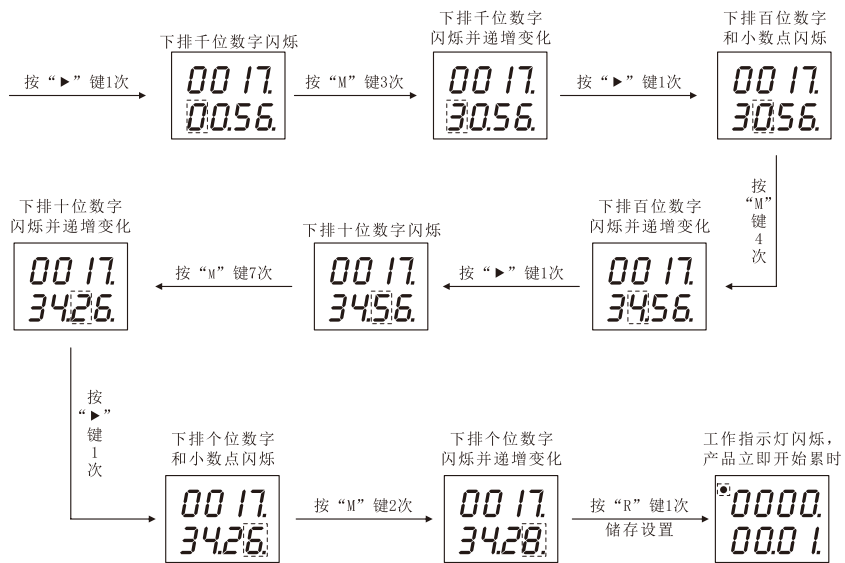 下排千位数字闪烁
按“▶”键1次
0017.
00.56.
按“M”键3次
下排千位数字
闪烁并递增变化
0017.
30.56.
按“▶”键1次
下排百位数字
和小数点闪烁
0017.
30.56.
按
“M”
键
4
次
下排百位数字
闪烁并递增变化
0017.
34.56.
按“▶”键1次
下排十位数字闪烁
0017.
34.56.
按“M”键7次
下排十位数字
闪烁并递增变化
0017.
34.26.
按
“▶”
键
1
次
下排个位数字
和小数点闪烁
0017.
34.26.
按“M”键2次
下排个位数字
闪烁并递增变化
0017.
34.28.
按“R”键1次
储存设置
工作指示灯闪烁，
产品立即开始累时
0000.
00.01.